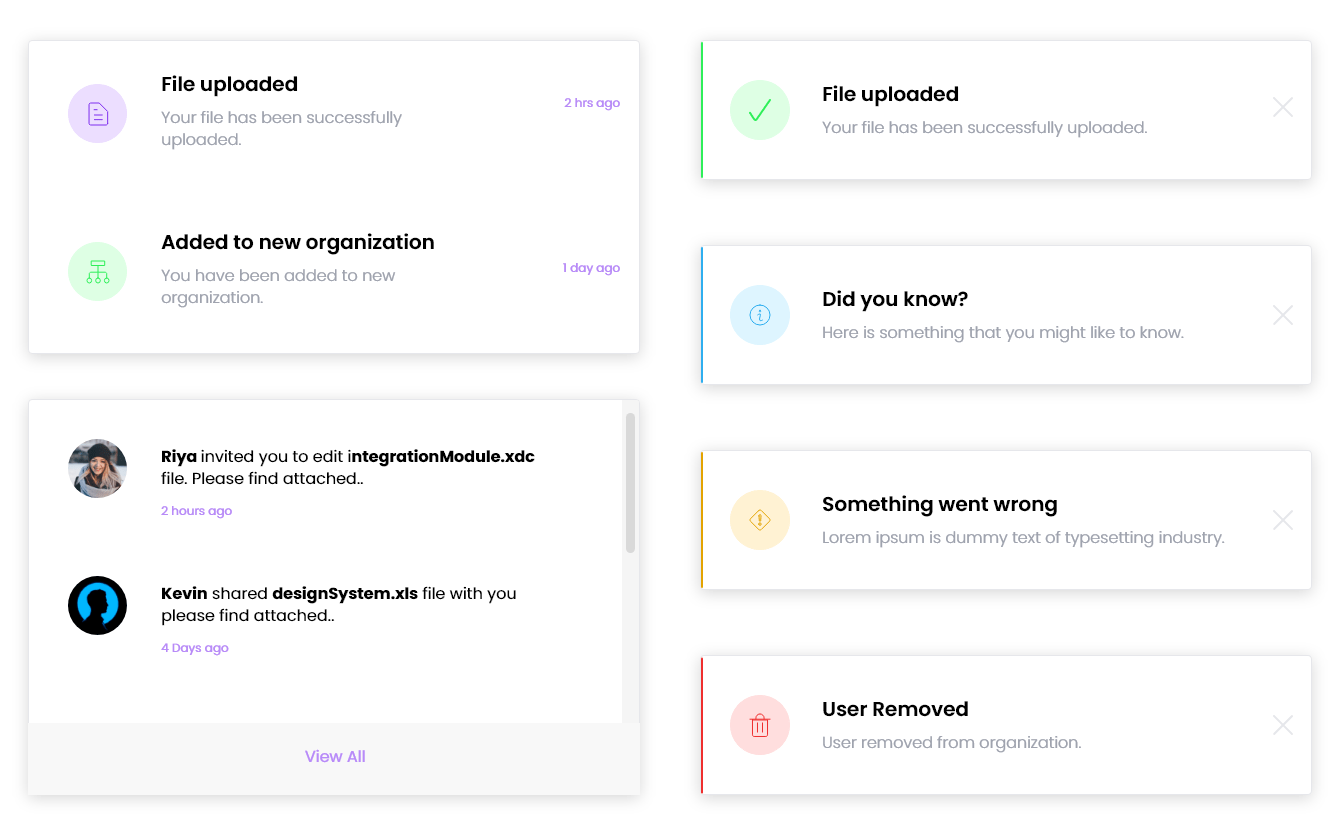 File uploaded
Your file has been successfully
uploaded.
2 hrs ago
Added to new organization
You have been added to new
organization.
1 day ago
Riya invited you to edit integrationModule.xdc
file. Please find attached..
2 hours ago
Kevin shared designSystem.xls file with you
please find attached..
4 Days ago
View All
File uploaded
Your file has been successfully uploaded.
Did you know?
Here is something that you might like to know.
Something went wrong
Lorem ipsum is dummy text of typesetting industry.
User Removed
User removed from organization.